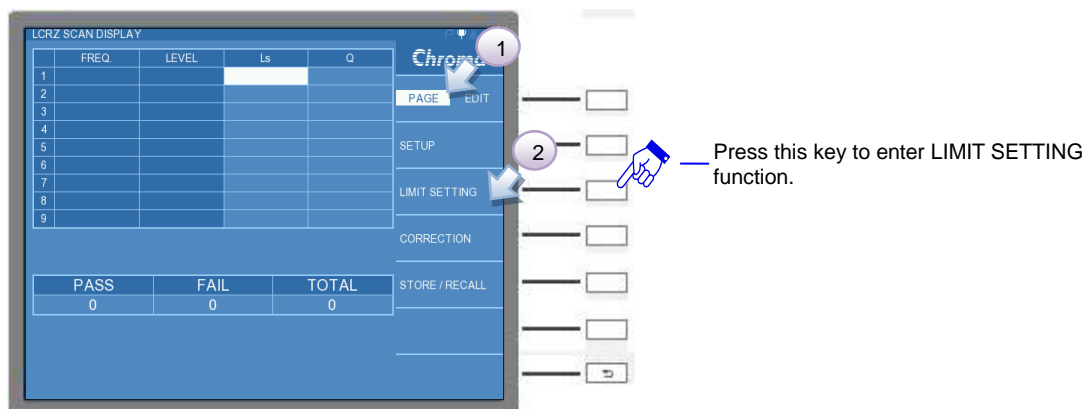 LCRZ SCAN DISPLAY
FREQ. LEVEL Ls Q
1
2
3
4
5
6
7
8
9
PASS FAIL TOTAL
0 0 0
Chroma
1
PAGE EDIT
SETUP
2
LIMIT SETTING
CORRECTION
STORE / RECALL
Press this key to enter LIMIT SETTING
function.